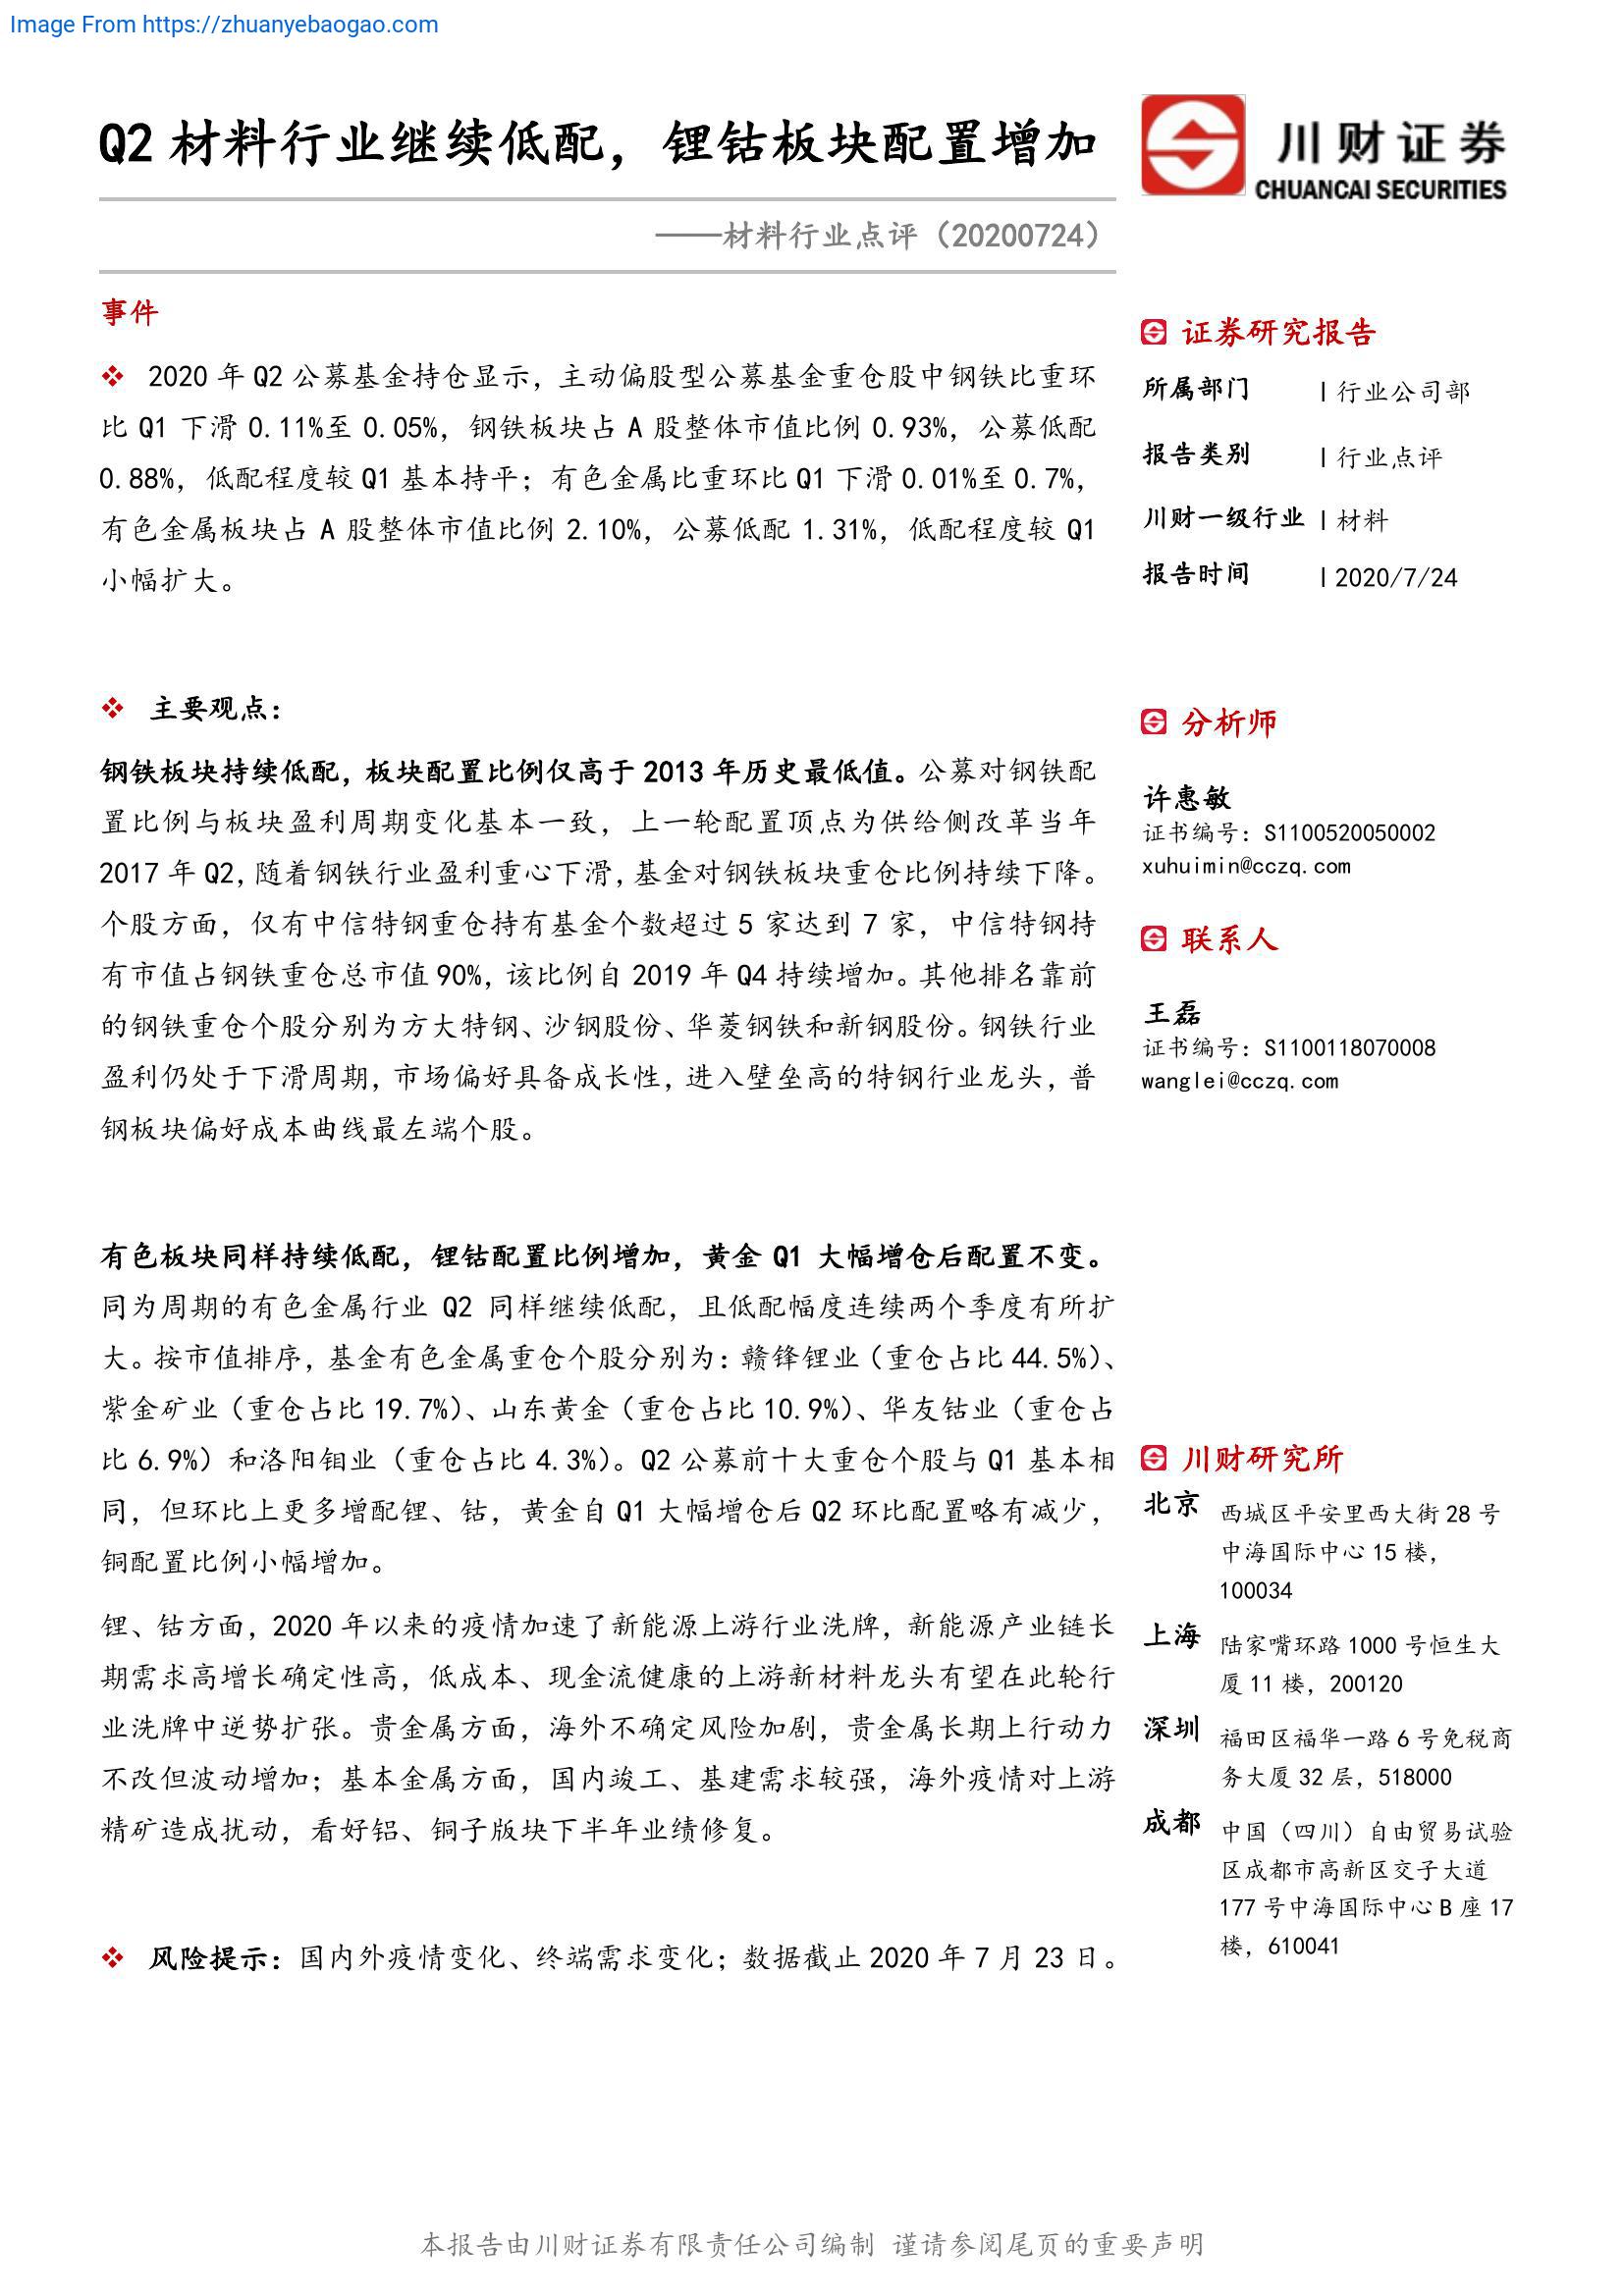 Image From https://zhuanyebaogao.com
Q2 材料行业继续低配，锂钴板块配置增加
——材料行业点评（20200724）
川财证券
CHUANCAI SECURITIES
事件
❖ 2020 年 Q2 公募基金持仓显示，主动偏股型公募基金重仓股中钢铁比重环
比 Q1 下滑 0.11%至 0.05%，钢铁板块占 A 股整体市值比例 0.93%，公募低配
0.88%，低配程度较 Q1 基本持平；有色金属比重环比 Q1 下滑 0.01%至 0.7%，
有色金属板块占 A 股整体市值比例 2.10%，公募低配 1.31%，低配程度较 Q1
小幅扩大。
❖ 主要观点：
钢铁板块持续低配，板块配置比例仅高于 2013 年历史最低值。公募对钢铁配
置比例与板块盈利周期变化基本一致，上一轮配置顶点为供给侧改革当年
2017 年 Q2，随着钢铁行业盈利重心下滑，基金对钢铁板块重仓比例持续下降。
个股方面，仅有中信特钢重仓持有基金个数超过 5 家达到 7 家，中信特钢持
有市值占钢铁重仓总市值 90%，该比例自 2019 年 Q4 持续增加。其他排名靠前
的钢铁重仓个股分别为方大特钢、沙钢股份、华菱钢铁和新钢股份。钢铁行业
盈利仍处于下滑周期，市场偏好具备成长性，进入壁垒高的特钢行业龙头，普
钢板块偏好成本曲线最左端个股。
有色板块同样持续低配，锂钴配置比例增加，黄金 Q1 大幅增仓后配置不变。
同为周期的有色金属行业 Q2 同样继续低配，且低配幅度连续两个季度有所扩
大。按市值排序，基金有色金属重仓个股分别为：赣锋锂业（重仓占比 44.5%）、
紫金矿业（重仓占比 19.7%）、山东黄金（重仓占比 10.9%）、华友钴业（重仓占
比 6.9%）和洛阳钼业（重仓占比 4.3%）。Q2 公募前十大重仓个股与 Q1 基本相
同，但环比上更多增配锂、钴，黄金自 Q1 大幅增仓后 Q2 环比配置略有减少，
铜配置比例小幅增加。
锂、钴方面，2020 年以来的疫情加速了新能源上游行业洗牌，新能源产业链长
期需求高增长确定性高，低成本、现金流健康的上游新材料龙头有望在此轮行
业洗牌中逆势扩张。贵金属方面，海外不确定风险加剧，贵金属长期上行动力
不改但波动增加；基本金属方面，国内竣工、基建需求较强，海外疫情对上游
精矿造成扰动，看好铝、铜子版块下半年业绩修复。
❖ 风险提示：国内外疫情变化、终端需求变化；数据截止 2020 年 7 月 23 日。
证券研究报告
所属部门 | 行业公司部
报告类别 | 行业点评
川财一级行业 | 材料
报告时间 | 2020/7/24
分析师
许惠敏
证书编号：S1100520050002
xuhuimin@cczq.com
联系人
王磊
证书编号：S1100118070008
wanglei@cczq.com
川财研究所
北京 西城区平安里西大街 28 号
中海国际中心 15 楼，
100034
上海 陆家嘴环路 1000 号恒生大
厦 11 楼，200120
深圳 福田区福华一路 6 号免税商
务大厦 32 层，518000
成都 中国（四川）自由贸易试验
区成都市高新区交子大道
177 号中海国际中心 B 座 17
楼，610041
本报告由川财证券有限责任公司编制 谨请参阅尾页的重要声明